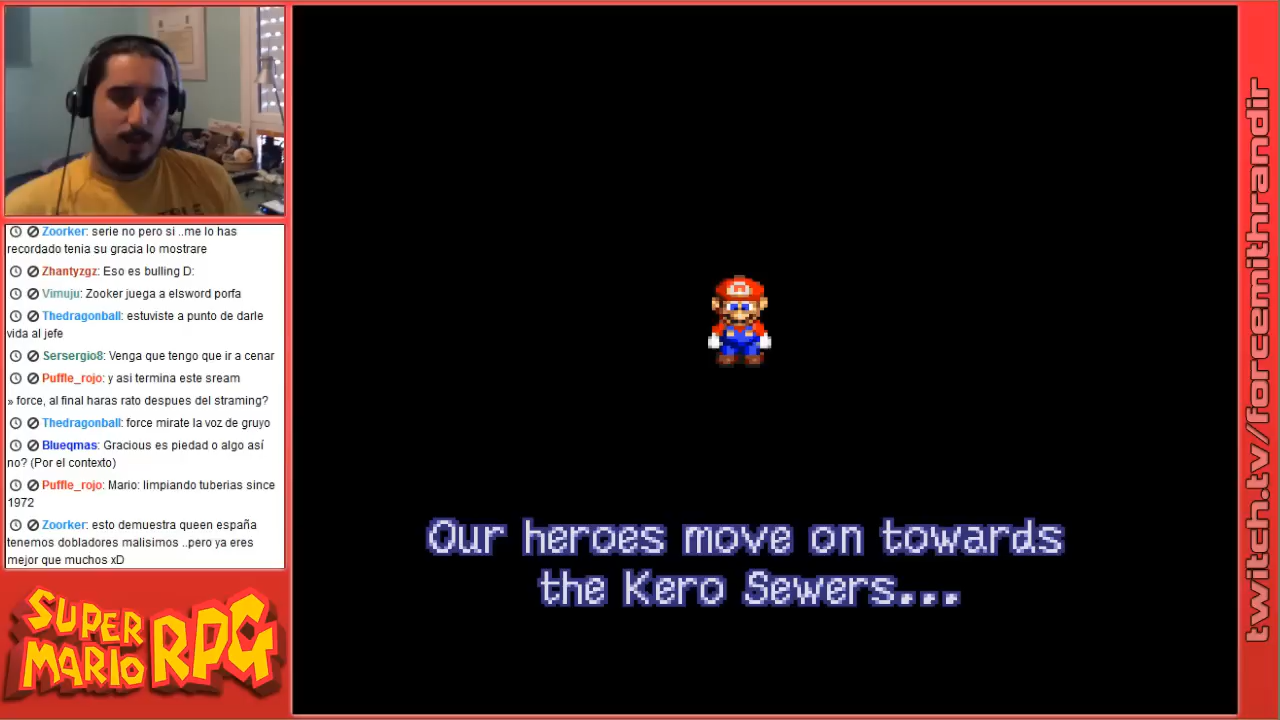 Zoorker: serie no pero si ..me lo has
recordado tenia su gracia lo mostrare
Zhantyzgz: Eso es bulling D:
Vimuju: Zooker juega a elsword porfa
Thedragonball: estuviste a punto de darle
vida al jefe
Sersergio8: Venga que tengo que ir a cenar
Puffle_rojo: y asi termina este sream
» force, al final haras rato despues del straming?
Thedragonball: force mirate la voz de gruyo
Blueqmas: Gracious es piedad o algo así
no? (Por el contexto)
Puffle_rojo: Mario: limpiando tuberias since
1972
Zoorker: esto demuestra queen españa
tenemos dobladores malisimos ..pero ya eres
mejor que muchos xD
SUPER
MARIO RPG
Our heroes move on towards
the Kero Sewers...
twitch.tv/forcemithrandir